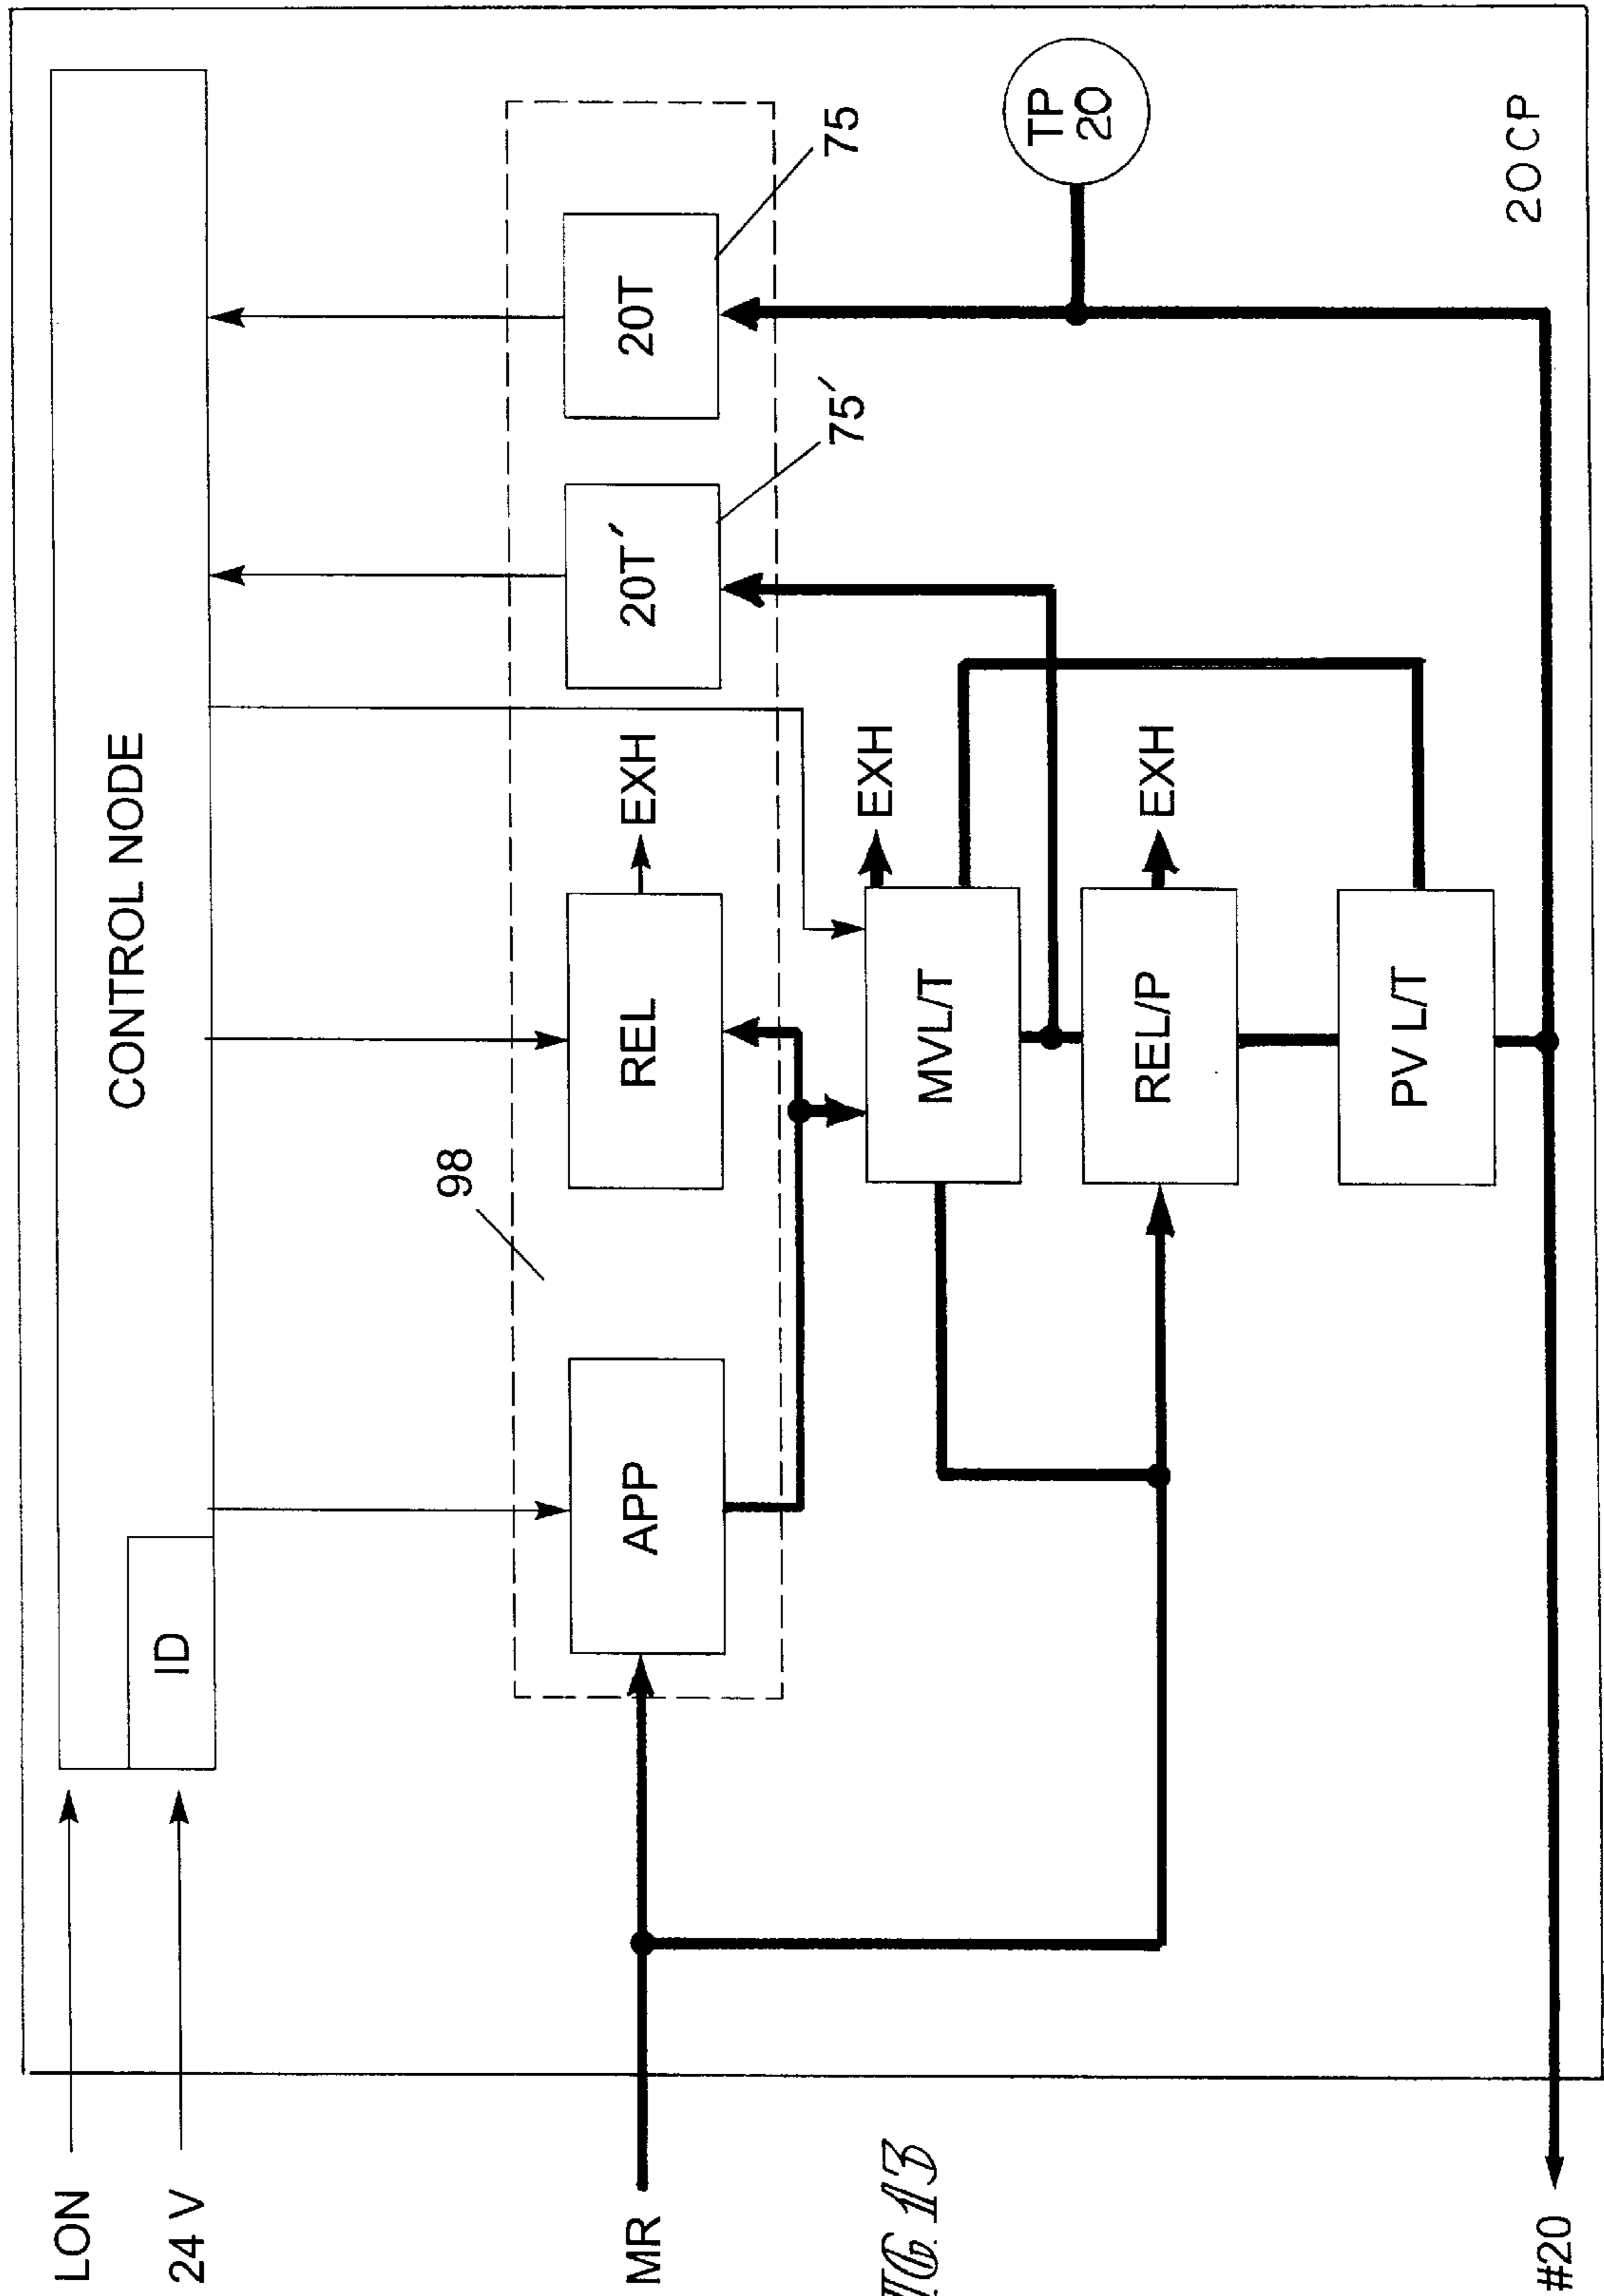 LON
24 V
CONTROL NODE
ID
98
APP
REL
EXH
20T′
20T
75′
75
MR
MVL/T
EXH
REL/P
EXH
PV L/T
TP
20
20CP
#20
13